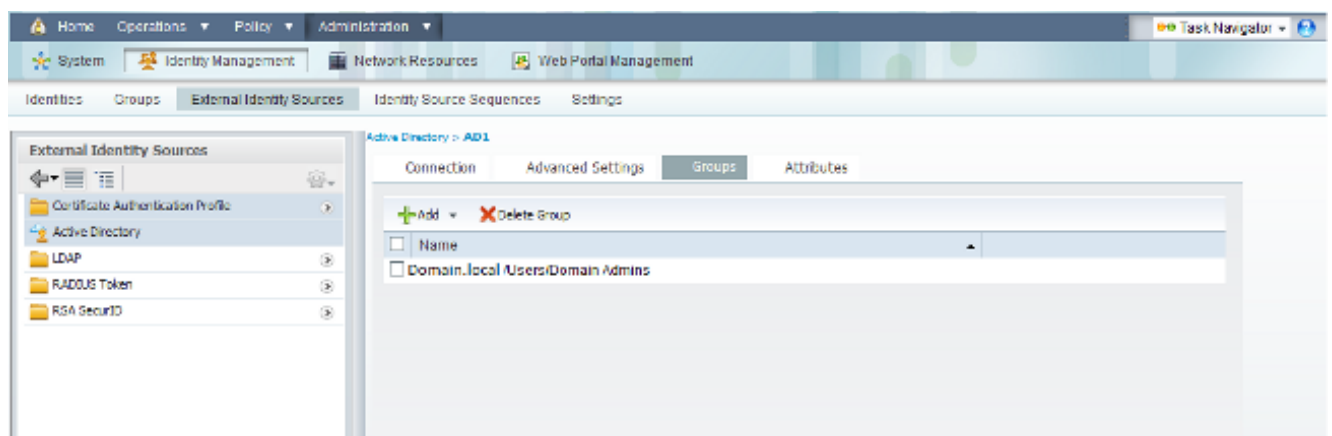 Home Operations Policy Administration Task Navigator ?
System Identity Management Network Resources Web Portal Management
Identities Groups External Identity Sources Identity Source Sequences Settings
External Identity Sources
Certificate Authentication Profile
Active Directory
LDAP
RADIUS Token
RSA SecurID
Active Directory > AD1
Connection Advanced Settings Groups Attributes
Add Delete Group
Name
Domain.local /Users/Domain Admins